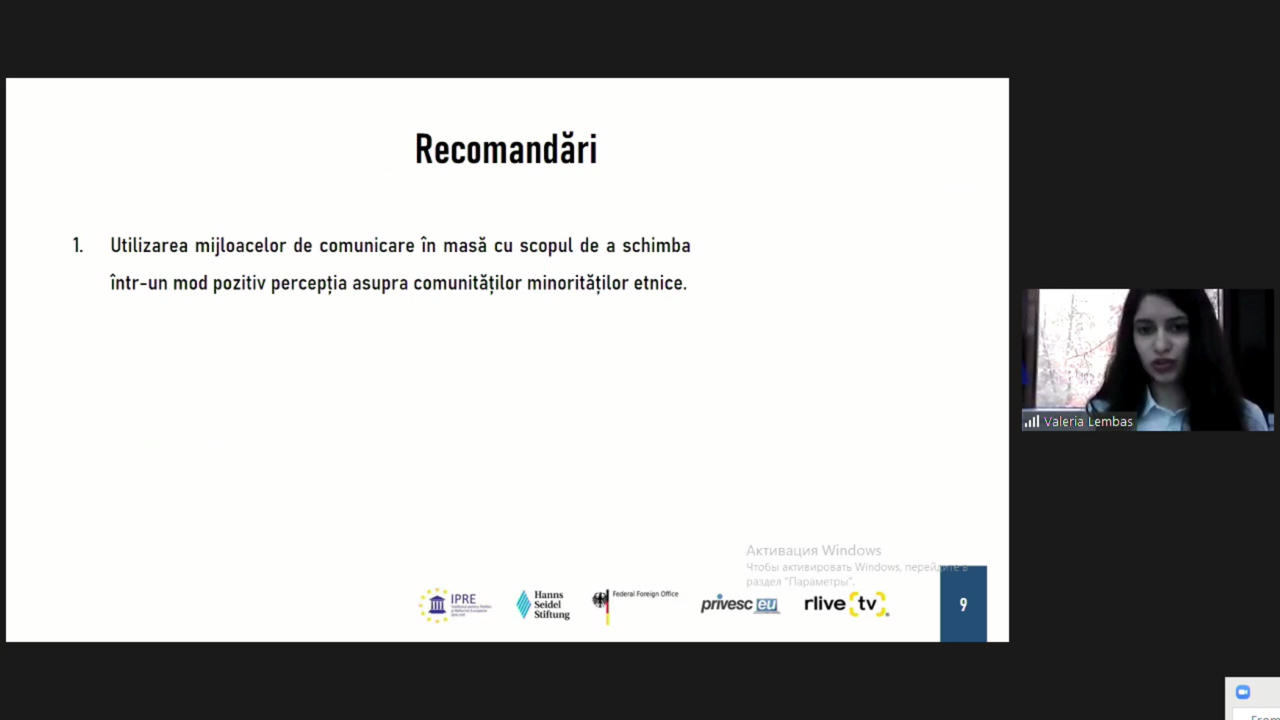 Recomandări
1. Utilizarea mijloacelor de comunicare în masă cu scopul de a schimba
într-un mod pozitiv percepția asupra comunităților minorităților etnice.
Valeria Lembas
Активация Windows
Чтобы активировать Windows, перейдите в
раздел "Параметры".
IPRE
Hanns
Seidel
Stiftung
Federal Foreign Office
privesc eu
rlive tv
9